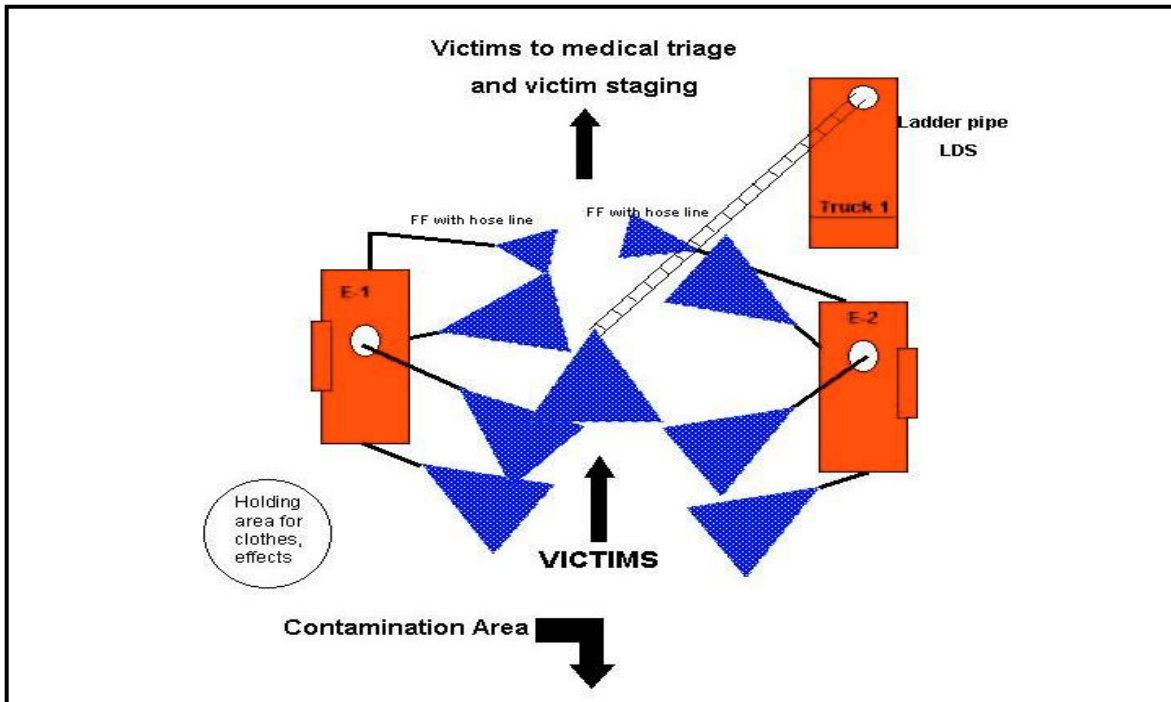 Victims to medical triage
and victim staging
Ladder pipe
LDS
Truck 1
FF with hose line
FF with hose line
E-1
E-2
Holding
area for
clothes,
effects
VICTIMS
Contamination Area